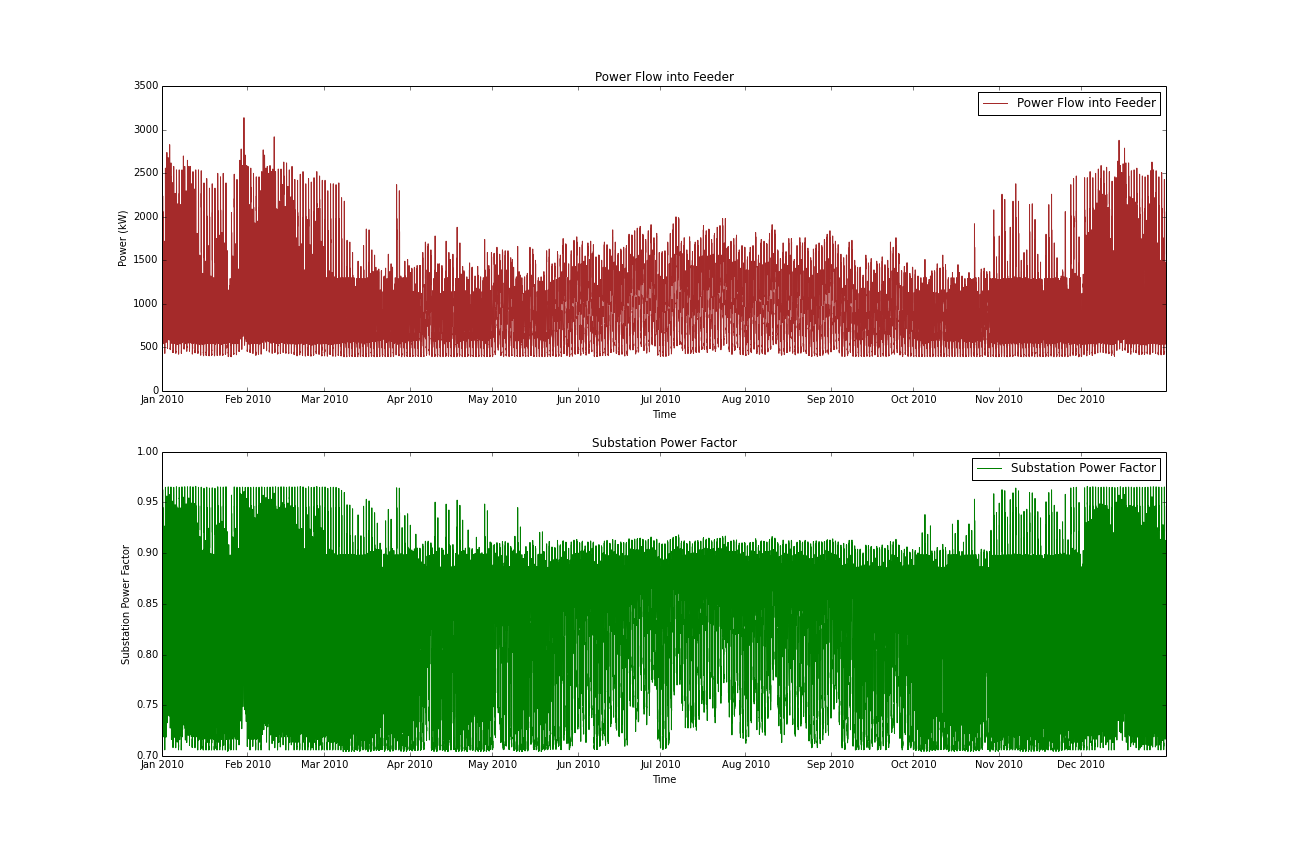 Power Flow into Feeder
3500
3000
2500
2000
1500
1000
500
0
Power (kW)
Power Flow into Feeder
Jan 2010 Feb 2010 Mar 2010 Apr 2010 May 2010 Jun 2010 Jul 2010 Aug 2010 Sep 2010 Oct 2010 Nov 2010 Dec 2010
Time
Substation Power Factor
1.00
0.95
0.90
0.85
0.80
0.75
0.70
Substation Power Factor
Substation Power Factor
Jan 2010 Feb 2010 Mar 2010 Apr 2010 May 2010 Jun 2010 Jul 2010 Aug 2010 Sep 2010 Oct 2010 Nov 2010 Dec 2010
Time